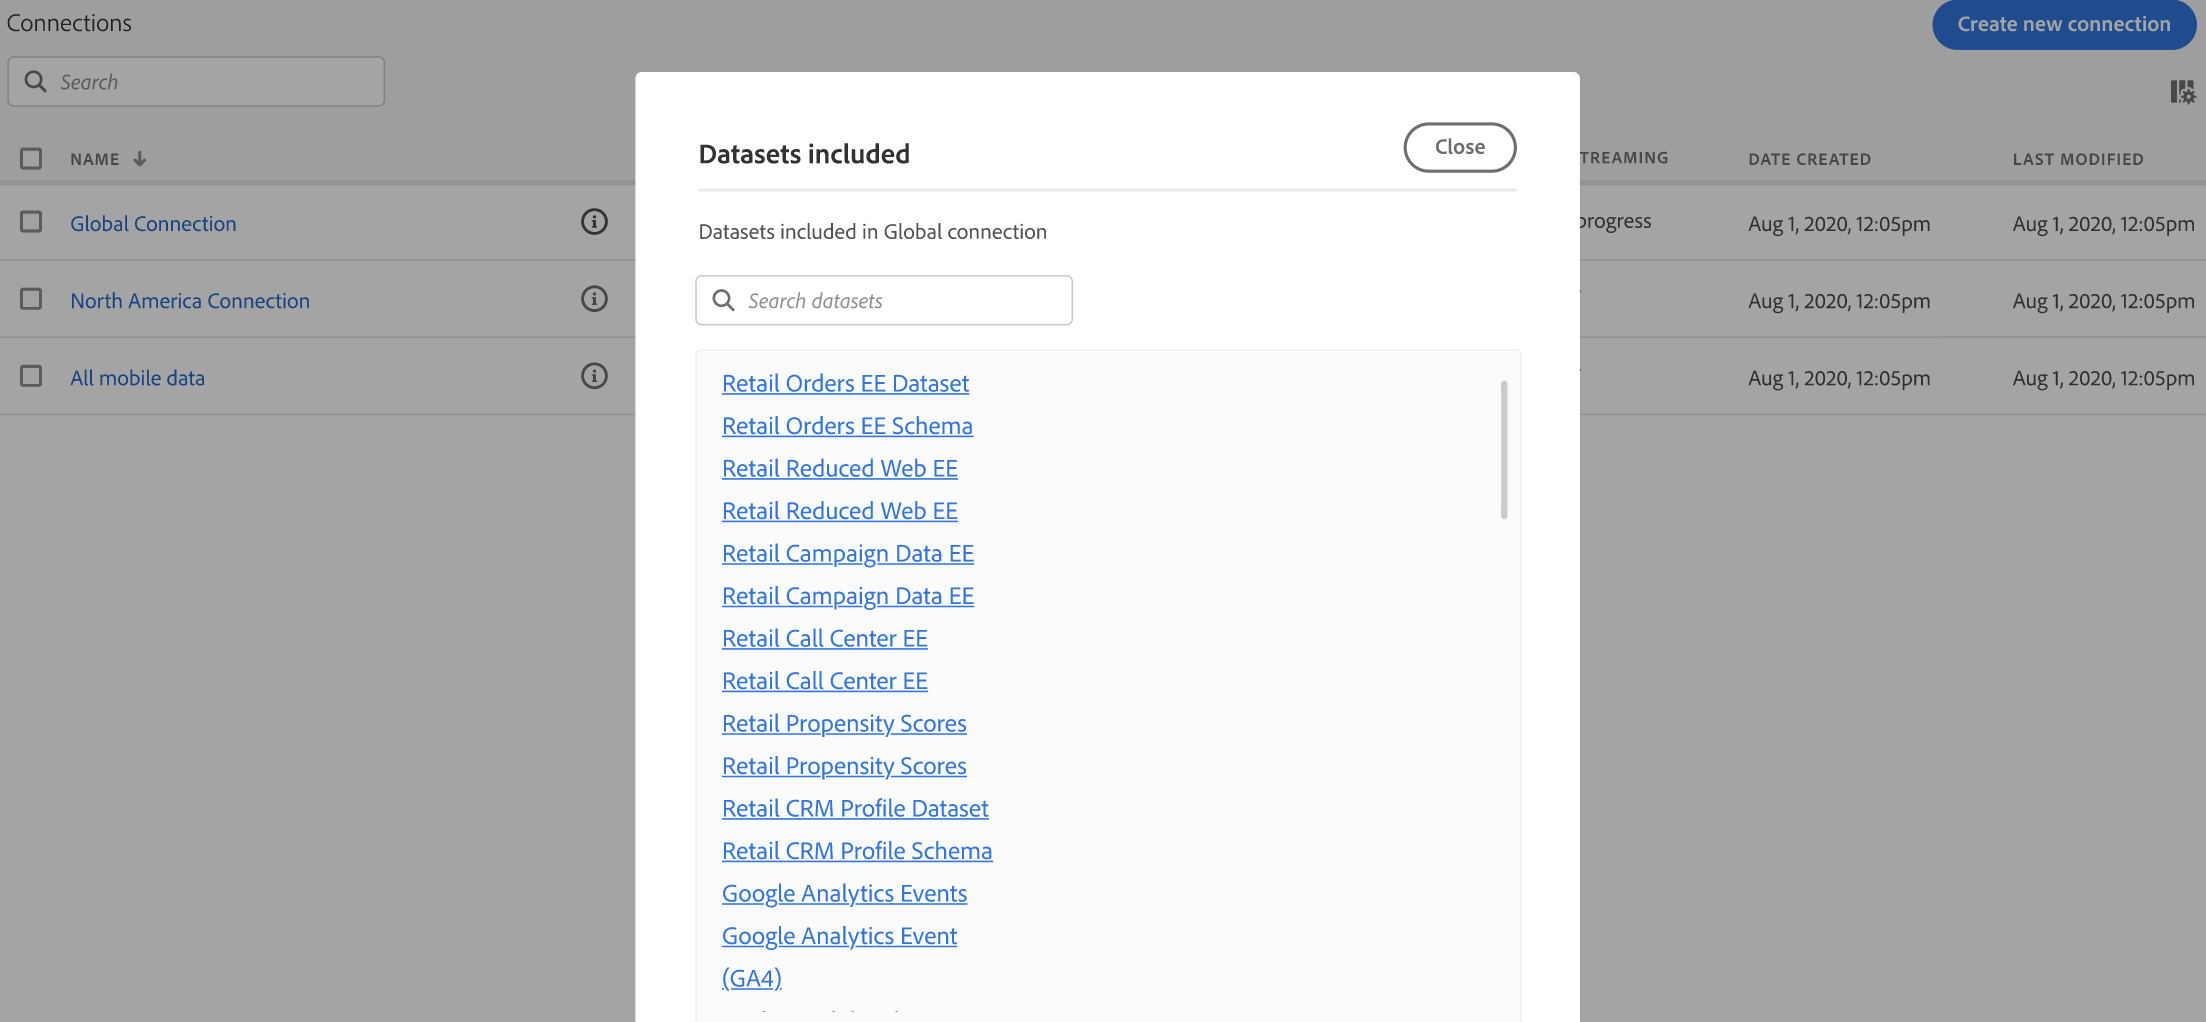 Connections
Create new connection
Search
Datasets included
Close
NAME
TREAMING
DATE CREATED
LAST MODIFIED
Global Connection
progress
Aug 1, 2020, 12:05pm
Aug 1, 2020, 12:05pm
Datasets included in Global connection
North America Connection
Search datasets
Aug 1, 2020, 12:05pm
Aug 1, 2020, 12:05pm
All mobile data
Aug 1, 2020, 12:05pm
Aug 1, 2020, 12:05pm
Retail Orders EE Dataset
Retail Orders EE Schema
Retail Reduced Web EE
Retail Reduced Web EE
Retail Campaign Data EE
Retail Campaign Data EE
Retail Call Center EE
Retail Call Center EE
Retail Propensity Scores
Retail Propensity Scores
Retail CRM Profile Dataset
Retail CRM Profile Schema
Google Analytics Events
Google Analytics Event
(GA4)